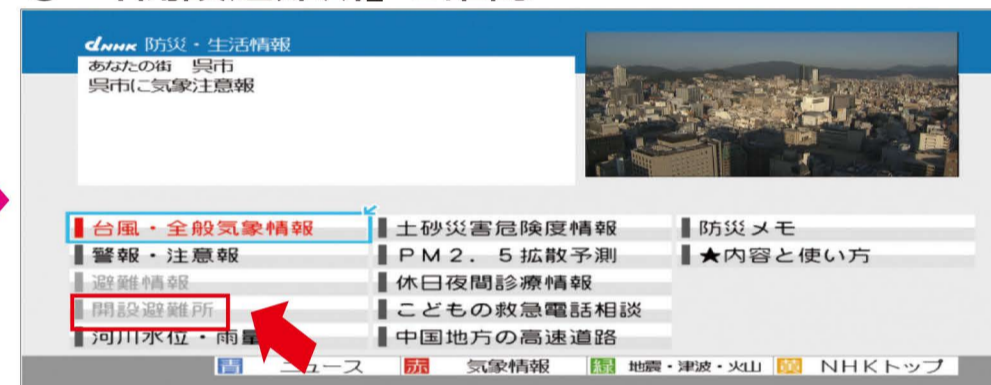 dNHK 防災・生活情報
あなたの街　呉市
呉市に気象注意報
台風・全般気象情報
警報・注意報
避難情報
開設避難所
河川水位・雨量
土砂災害危険度情報
ＰＭ２．５拡散予測
休日夜間診療情報
こどもの救急電話相談
中国地方の高速道路
防災メモ
★内容と使い方
青 ニュース 赤 気象情報 緑 地震・津波・火山 黄 ＮＨＫトップ